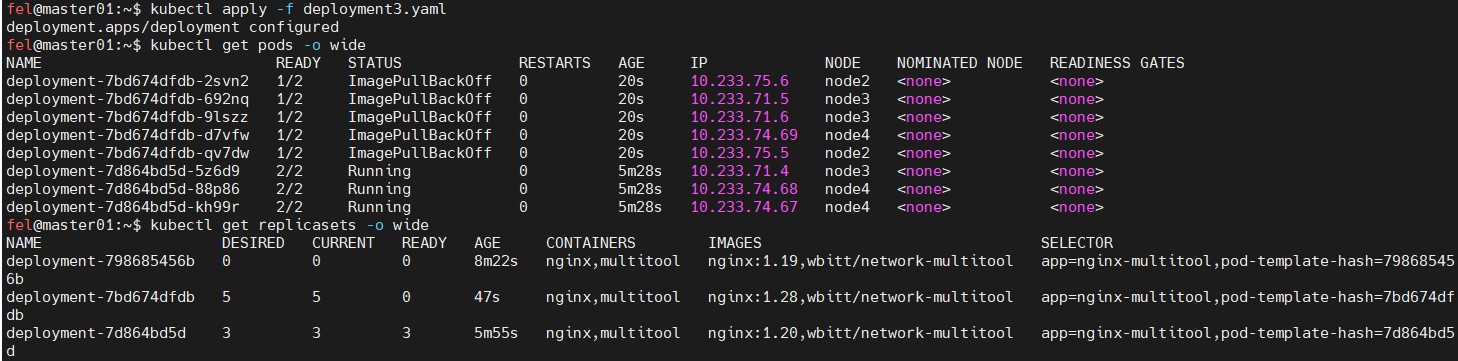 fel@master01:~$ kubectl apply -f deployment3.yaml
deployment.apps/deployment configured
fel@master01:~$ kubectl get pods -o wide
NAME READY STATUS RESTARTS AGE IP NODE NOMINATED NODE READINESS GATES
deployment-7bd674dfdb-2svn2 1/2 ImagePullBackOff 0 20s 10.233.75.6 node2 <none> <none>
deployment-7bd674dfdb-692nq 1/2 ImagePullBackOff 0 20s 10.233.71.5 node3 <none> <none>
deployment-7bd674dfdb-9lszz 1/2 ImagePullBackOff 0 20s 10.233.71.6 node3 <none> <none>
deployment-7bd674dfdb-d7vfw 1/2 ImagePullBackOff 0 20s 10.233.74.69 node4 <none> <none>
deployment-7bd674dfdb-qv7dw 1/2 ImagePullBackOff 0 20s 10.233.75.5 node2 <none> <none>
deployment-7d864bd5d-5z6d9 2/2 Running 0 5m28s 10.233.71.4 node3 <none> <none>
deployment-7d864bd5d-88p86 2/2 Running 0 5m28s 10.233.74.68 node4 <none> <none>
deployment-7d864bd5d-kh99r 2/2 Running 0 5m28s 10.233.74.67 node4 <none> <none>
fel@master01:~$ kubectl get replicasets -o wide
NAME DESIRED CURRENT READY AGE CONTAINERS IMAGES SELECTOR
deployment-798685456b 0 0 0 8m22s nginx,multitool nginx:1.19,wbitt/network-multitool app=nginx-multitool,pod-template-hash=79868545
6b
deployment-7bd674dfdb 5 5 0 47s nginx,multitool nginx:1.28,wbitt/network-multitool app=nginx-multitool,pod-template-hash=7bd674df
db
deployment-7d864bd5d 3 3 3 5m55s nginx,multitool nginx:1.20,wbitt/network-multitool app=nginx-multitool,pod-template-hash=7d864bd5
d